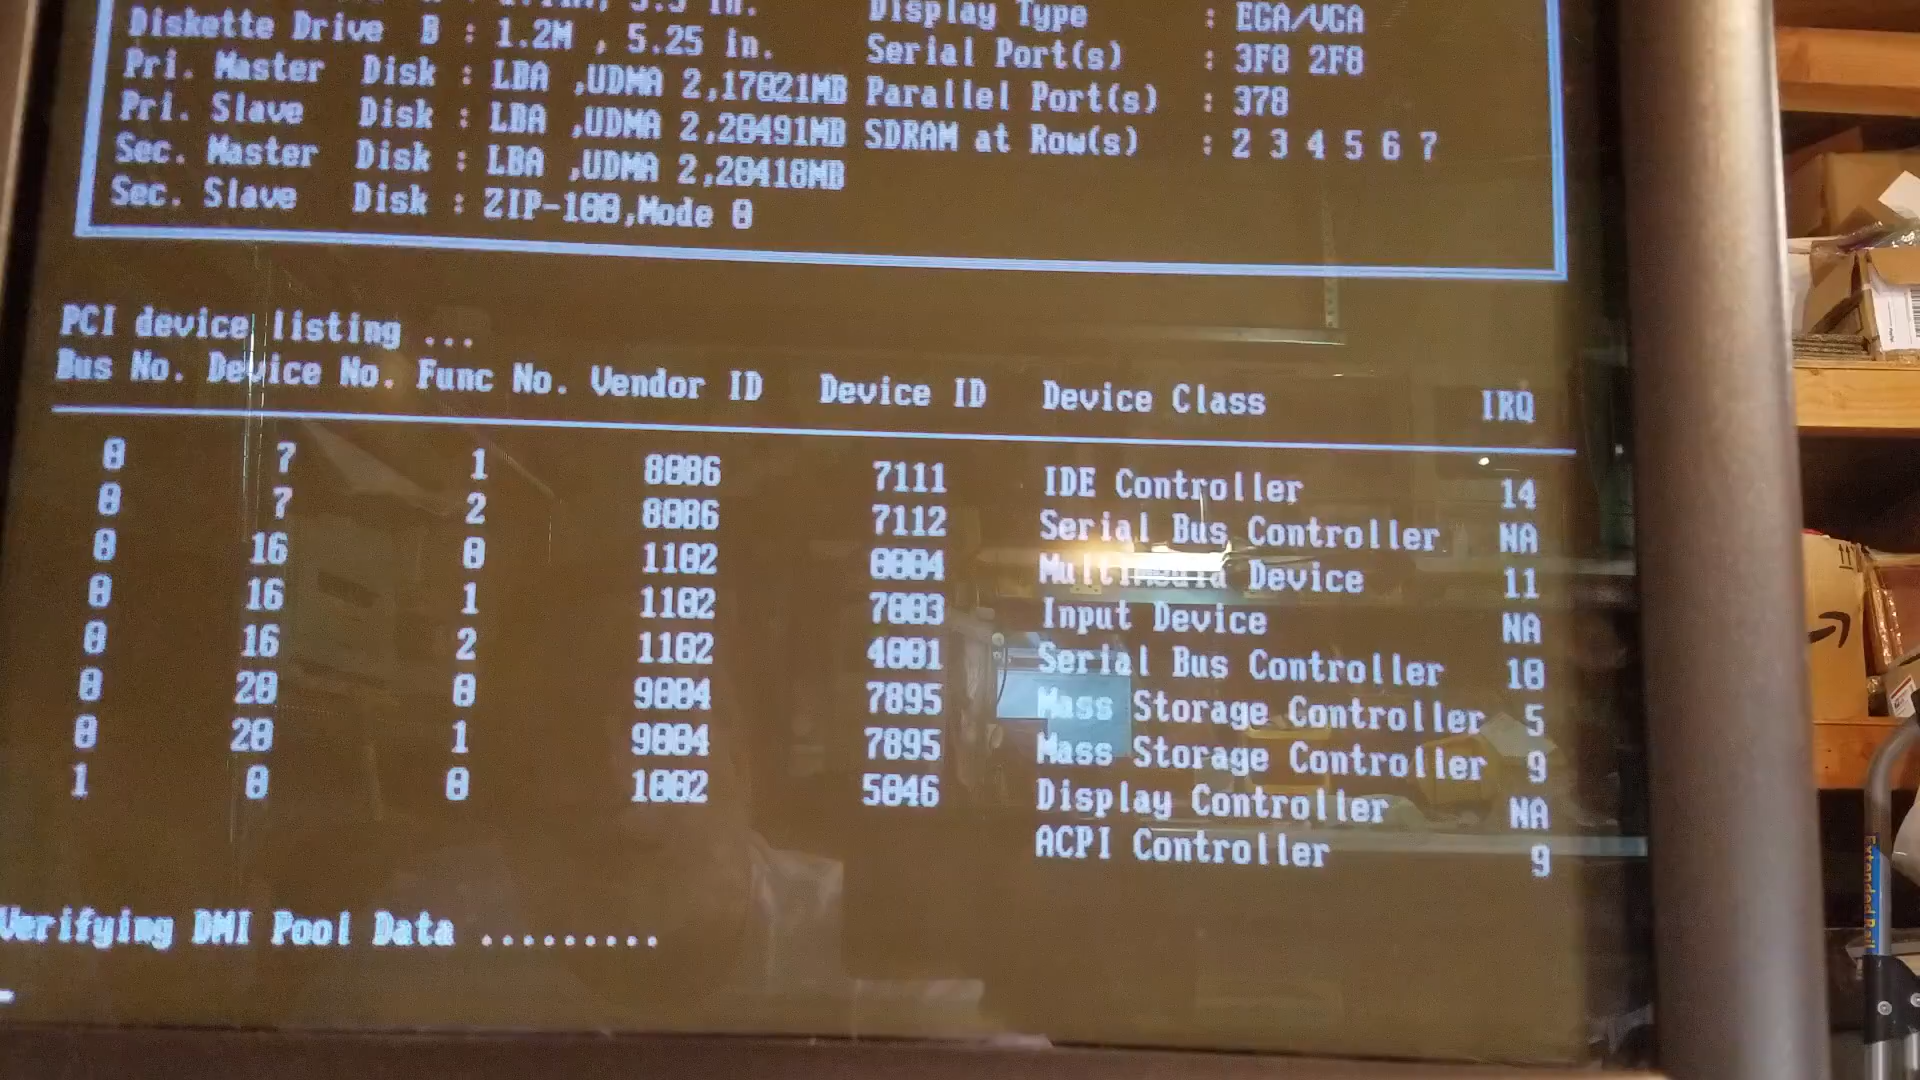 3.5 in.
Diskette Drive B : 1.2M , 5.25 in.
Pri. Master Disk : LBA ,UDMA 2,17021MB
Pri. Slave Disk : LBA ,UDMA 2,20491MB
Sec. Master Disk : LBA ,UDMA 2,20418MB
Sec. Slave Disk : ZIP-100,Mode 0
Display Type : EGA/VGA
Serial Port(s) : 3F8 2F8
Parallel Port(s) : 378
SDRAM at Row(s) : 2 3 4 5 6 7
PCI device listing ...
Bus No. Device No. Func No. Vendor ID Device ID Device Class IRQ
0 7 1 8086 7111 IDE Controller 14
0 7 2 8086 7112 Serial Bus Controller NA
0 16 0 1102 0004 Multimedia Device 11
0 16 1 1102 7003 Input Device NA
0 16 2 1102 4001 Serial Bus Controller 10
0 20 0 9004 7895 Mass Storage Controller 5
0 20 1 9004 7895 Mass Storage Controller 9
1 0 0 1002 5046 Display Controller NA
ACPI Controller 9
Verifying DMI Pool Data .........
Extended Rail